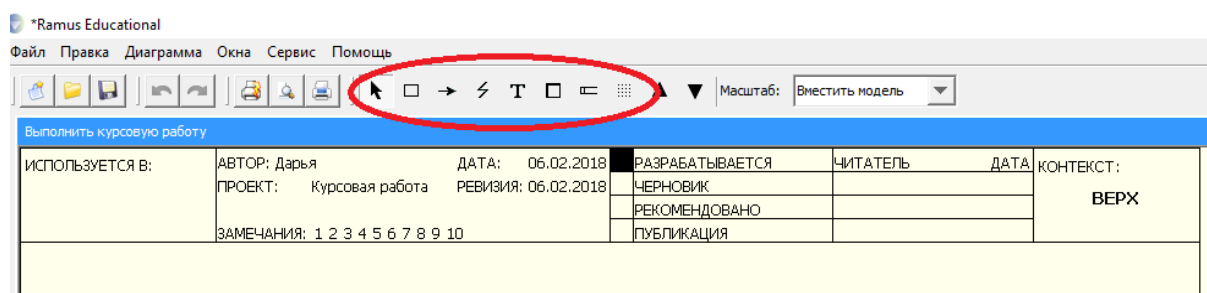 *Ramus Educational
Файл Правка Диаграмма Окна Сервис Помощь
T Масштаб: Вместить модель
Выполнить курсовую работу
ИСПОЛЬЗУЕТСЯ В: АВТОР: Дарья ДАТА: 06.02.2018 РАЗРАБАТЫВАЕТСЯ ЧИТАТЕЛЬ ДАТА КОНТЕКСТ:
ПРОЕКТ: Курсовая работа РЕВИЗИЯ: 06.02.2018 ЧЕРНОВИК
ВЕРХ
РЕКОМЕНДОВАНО
ЗАМЕЧАНИЯ: 1 2 3 4 5 6 7 8 9 10 ПУБЛИКАЦИЯ